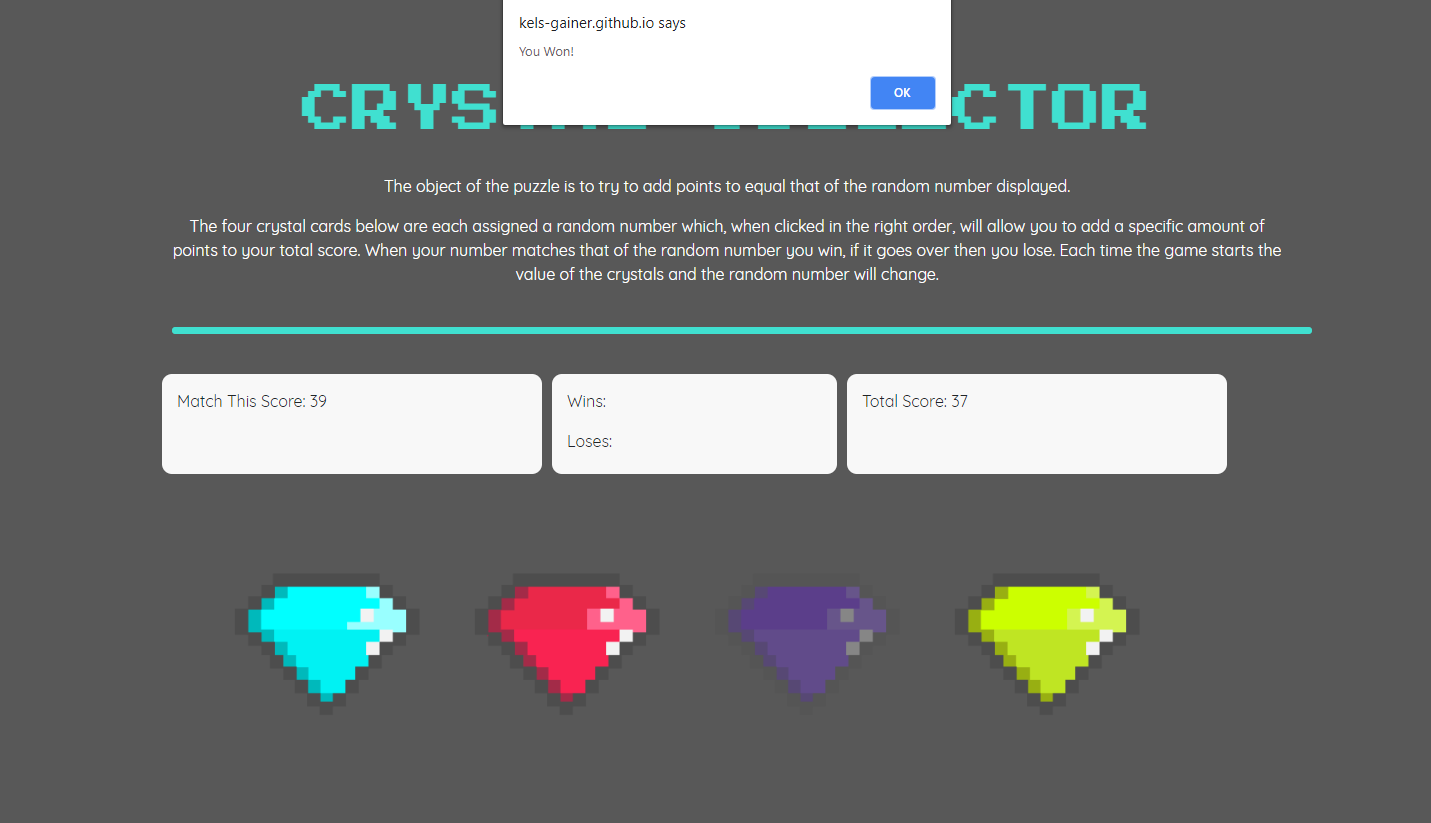 kels-gainer.github.io says
You Won!
OK
CRYS
CTOR
The object of the puzzle is to try to add points to equal that of the random number displayed.
The four crystal cards below are each assigned a random number which, when clicked in the right order, will allow you to add a specific amount of
points to your total score. When your number matches that of the random number you win, if it goes over then you lose. Each time the game starts the
value of the crystals and the random number will change.
Match This Score: 39
Wins:
Loses:
Total Score: 37